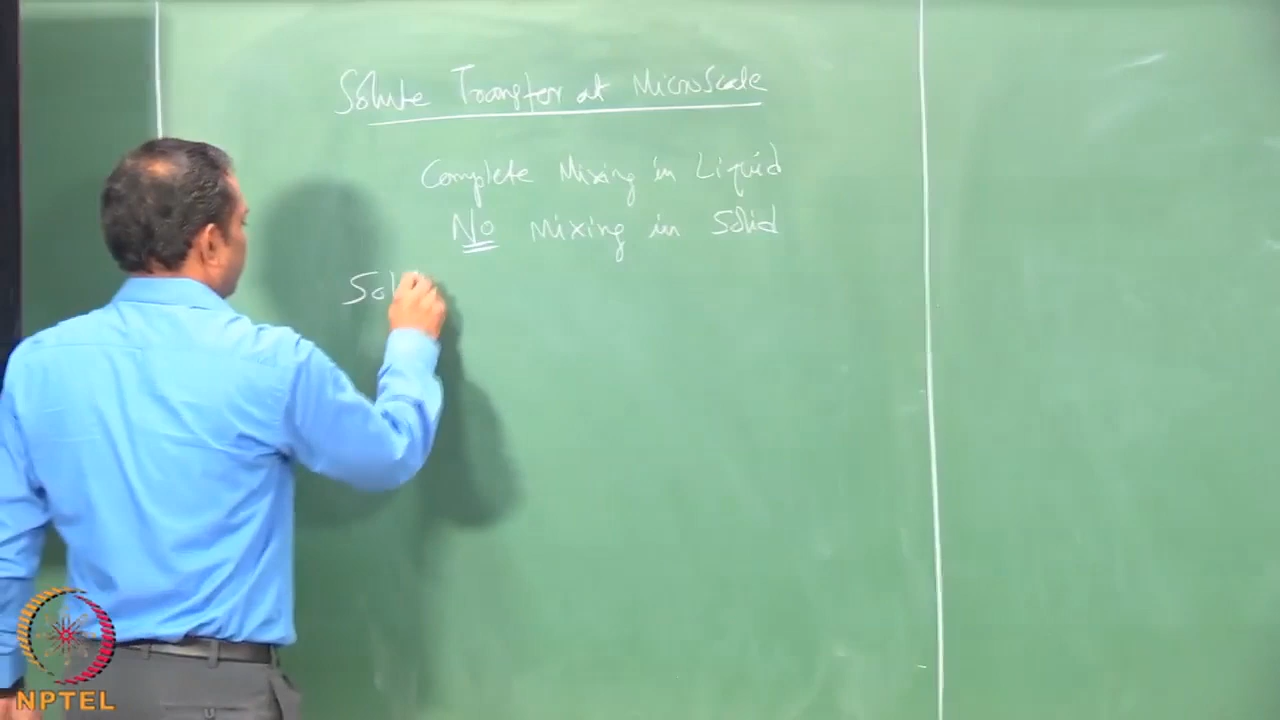 Solute Transfer at Microscale
Complete Mixing in Liquid
No mixing in Solid
Sol
NPTEL